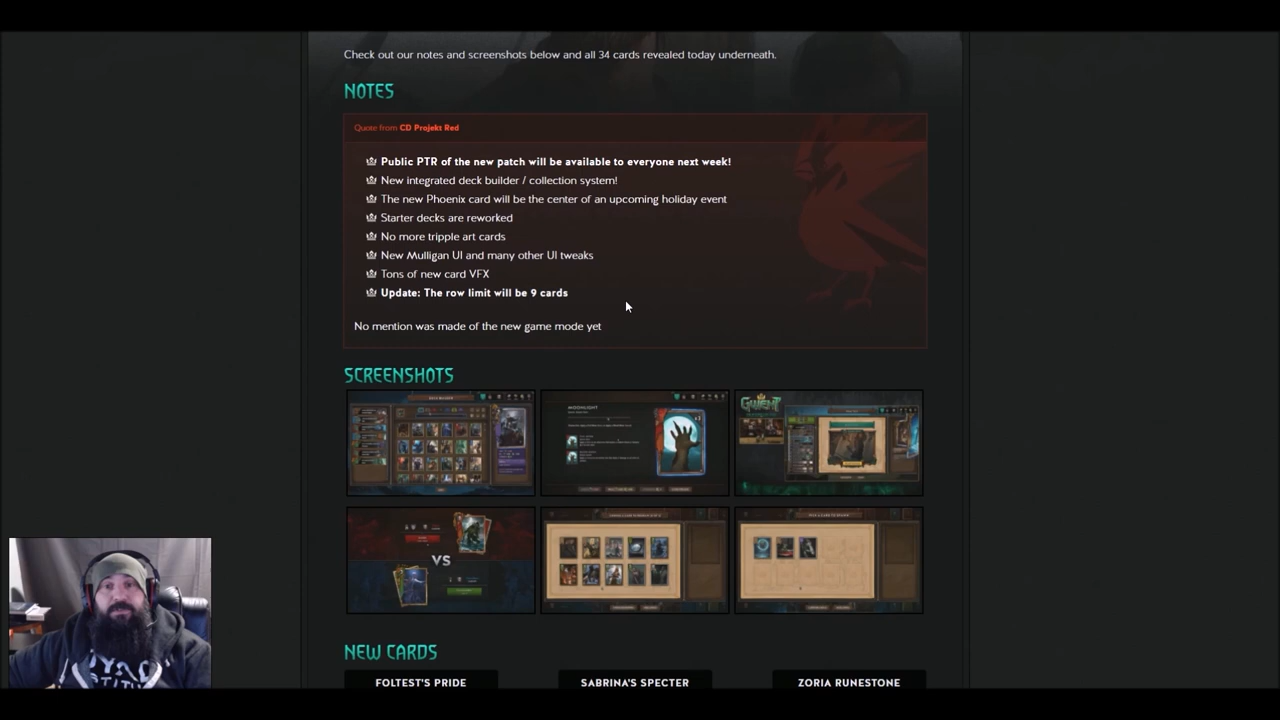 Check out our notes and screenshots below and all 34 cards revealed today underneath.
NOTES
Quote from CD Projekt Red
Public PTR of the new patch will be available to everyone next week!
New integrated deck builder / collection system!
The new Phoenix card will be the center of an upcoming holiday event
Starter decks are reworked
No more tripple art cards
New Mulligan UI and many other UI tweaks
Tons of new card VFX
Update: The row limit will be 9 cards
No mention was made of the new game mode yet
SCREENSHOTS
MOONLIGHT
GWENT
VS
NEW CARDS
FOLTEST'S PRIDE
SABRINA'S SPECTER
ZORIA RUNESTONE